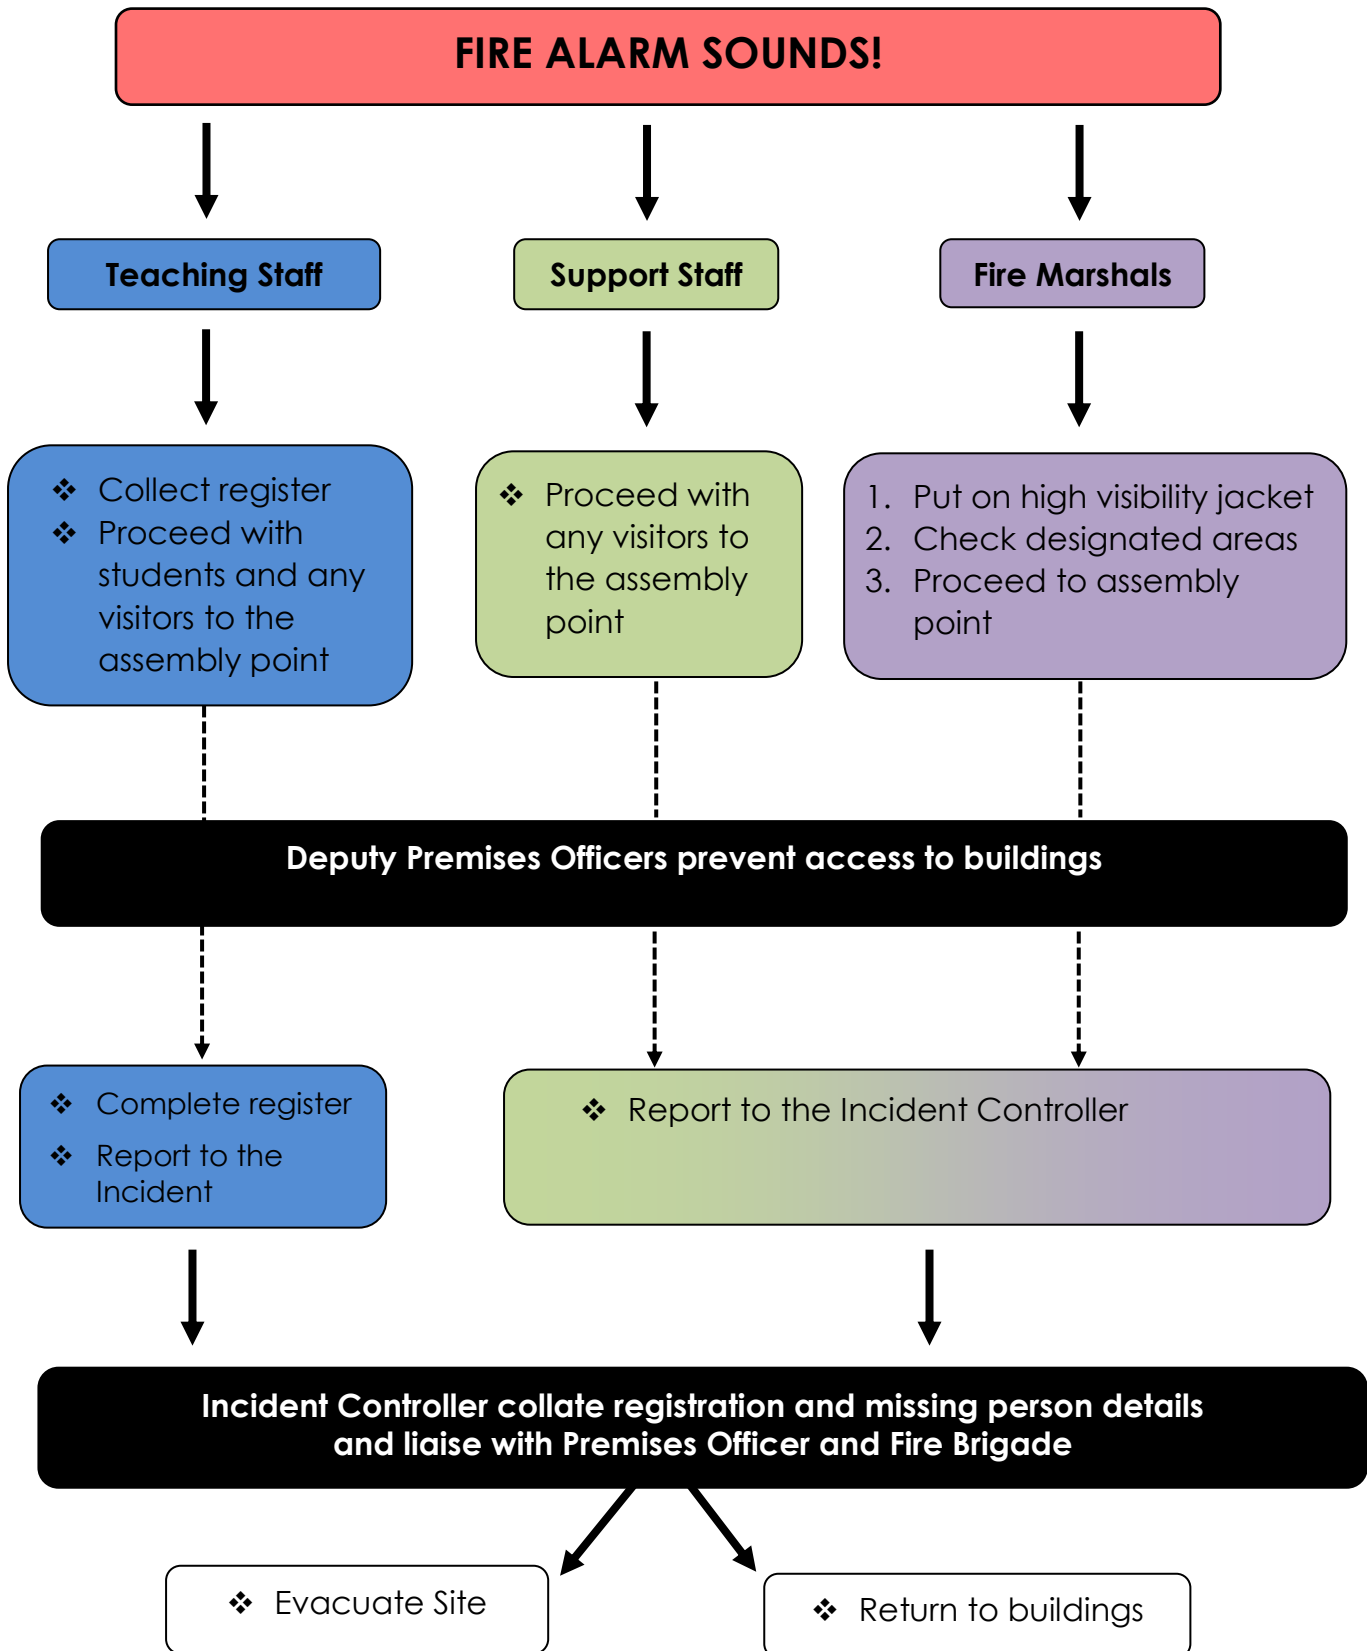 FIRE ALARM SOUNDS!
Teaching Staff
Support Staff
Fire Marshals
❖ Collect register
❖ Proceed with
students and any
visitors to the
assembly point
❖ Proceed with
any visitors to
the assembly
point
1. Put on high visibility jacket
2. Check designated areas
3. Proceed to assembly
point
Deputy Premises Officers prevent access to buildings
❖ Complete register
❖ Report to the
Incident
❖ Report to the Incident Controller
Incident Controller collate registration and missing person details
and liaise with Premises Officer and Fire Brigade
❖ Evacuate Site
❖ Return to buildings